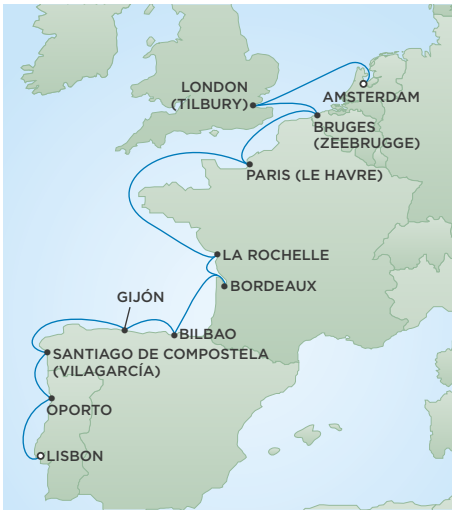 LONDON
(TILBURY)
AMSTERDAM
BRUGES
(ZEEBRUGGE)
PARIS (LE HAVRE)
LA ROCHELLE
BORDEAUX
GIJÓN
BILBAO
SANTIAGO DE COMPOSTELA
(VILAGARCÍA)
OPORTO
LISBON